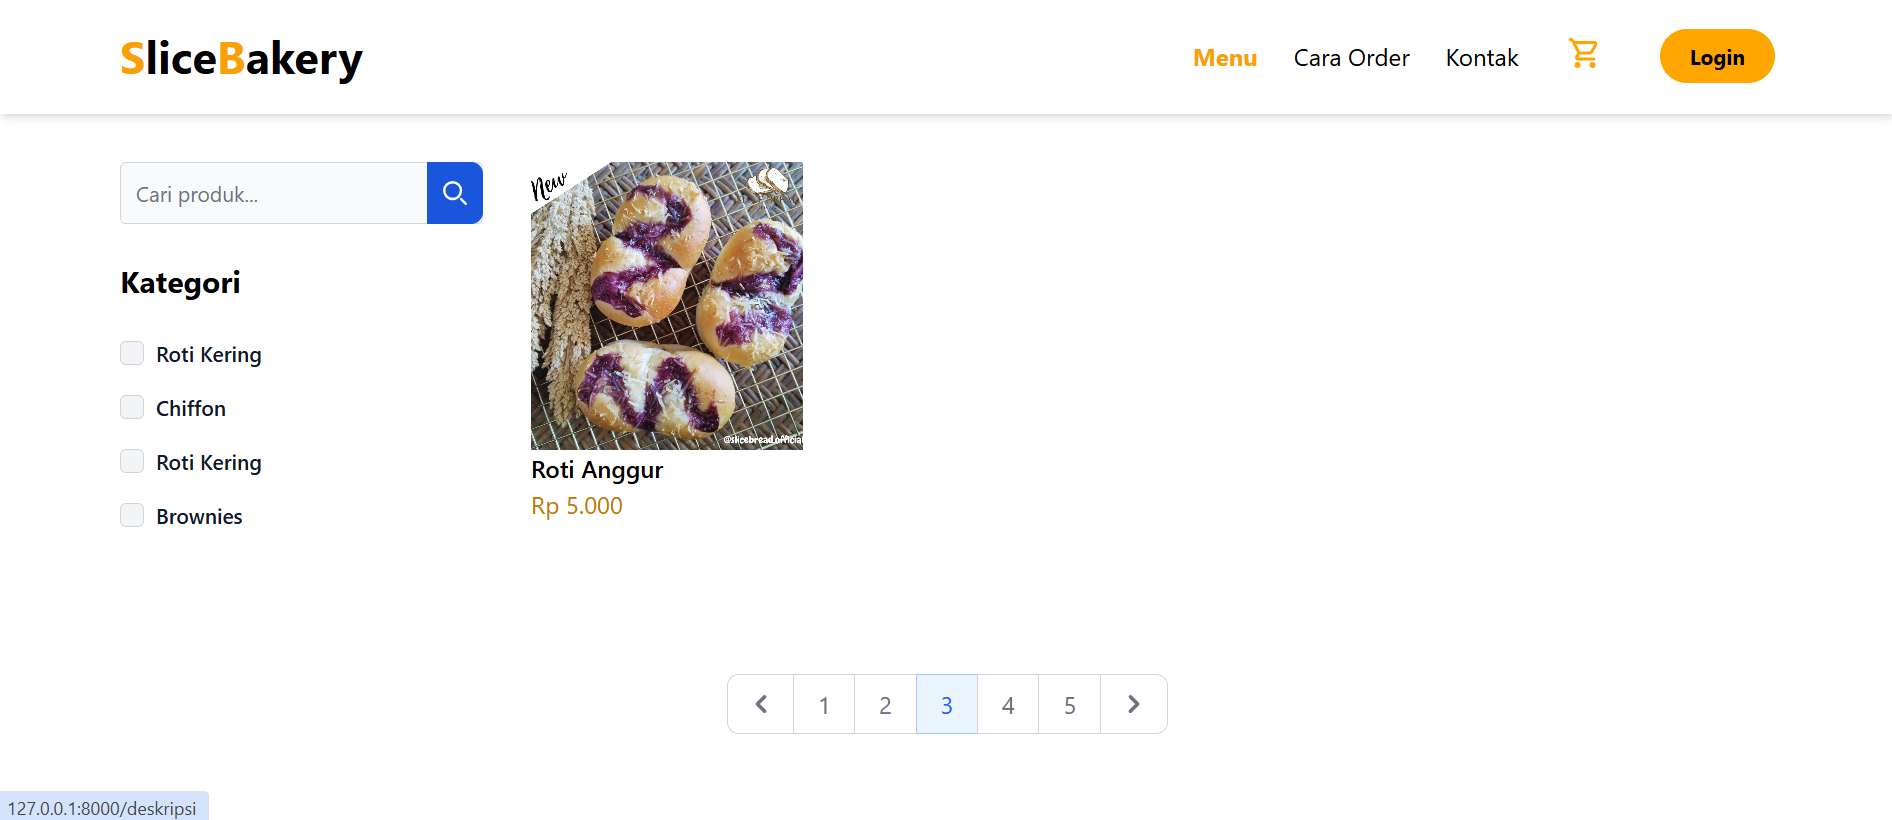 SliceBakery
Menu
Cara Order
Kontak
Login
Cari produk...
Kategori
Roti Kering
Chiffon
Roti Kering
Brownies
New
@slicebread.official
Roti Anggur
Rp 5.000
1 2 3 4 5
127.0.0.1:8000/deskripsi